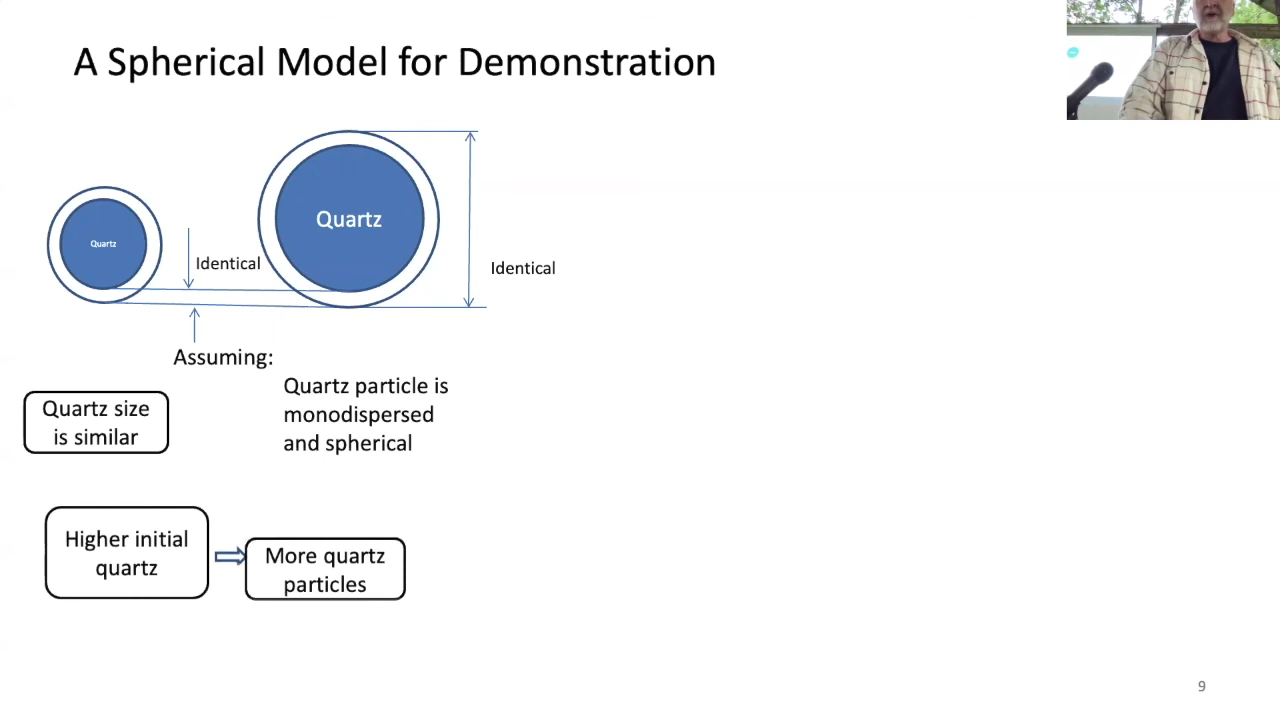 A Spherical Model for Demonstration
Quartz
Quartz
Identical
Identical
Assuming:
Quartz particle is
monodispersed
and spherical
Quartz size
is similar
Higher initial
quartz
More quartz
particles
9